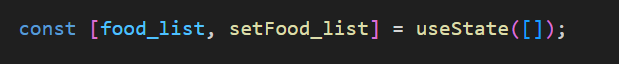 const [food_list, setFood_list] = useState([]);